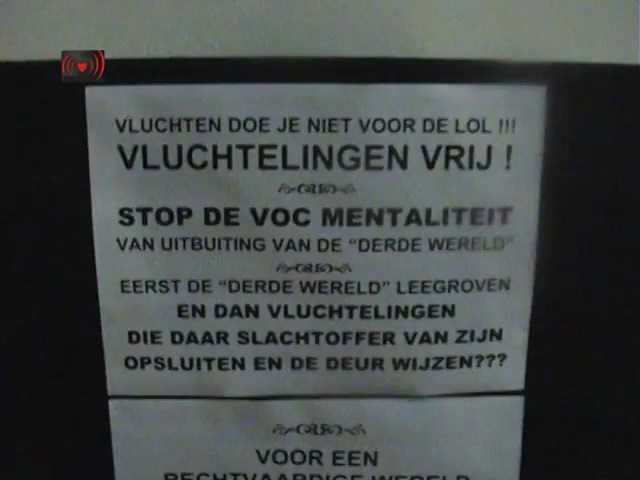 VLUCHTEN DOE JE NIET VOOR DE LOL !!!
VLUCHTELINGEN VRIJ !
STOP DE VOC MENTALITEIT
VAN UITBUITING VAN DE "DERDE WERELD"
EERST DE "DERDE WERELD" LEEGROVEN
EN DAN VLUCHTELINGEN
DIE DAAR SLACHTOFFER VAN ZIJN
OPSLUITEN EN DE DEUR WIJZEN???
VOOR EEN
RECHTVAARDIGE WERELD